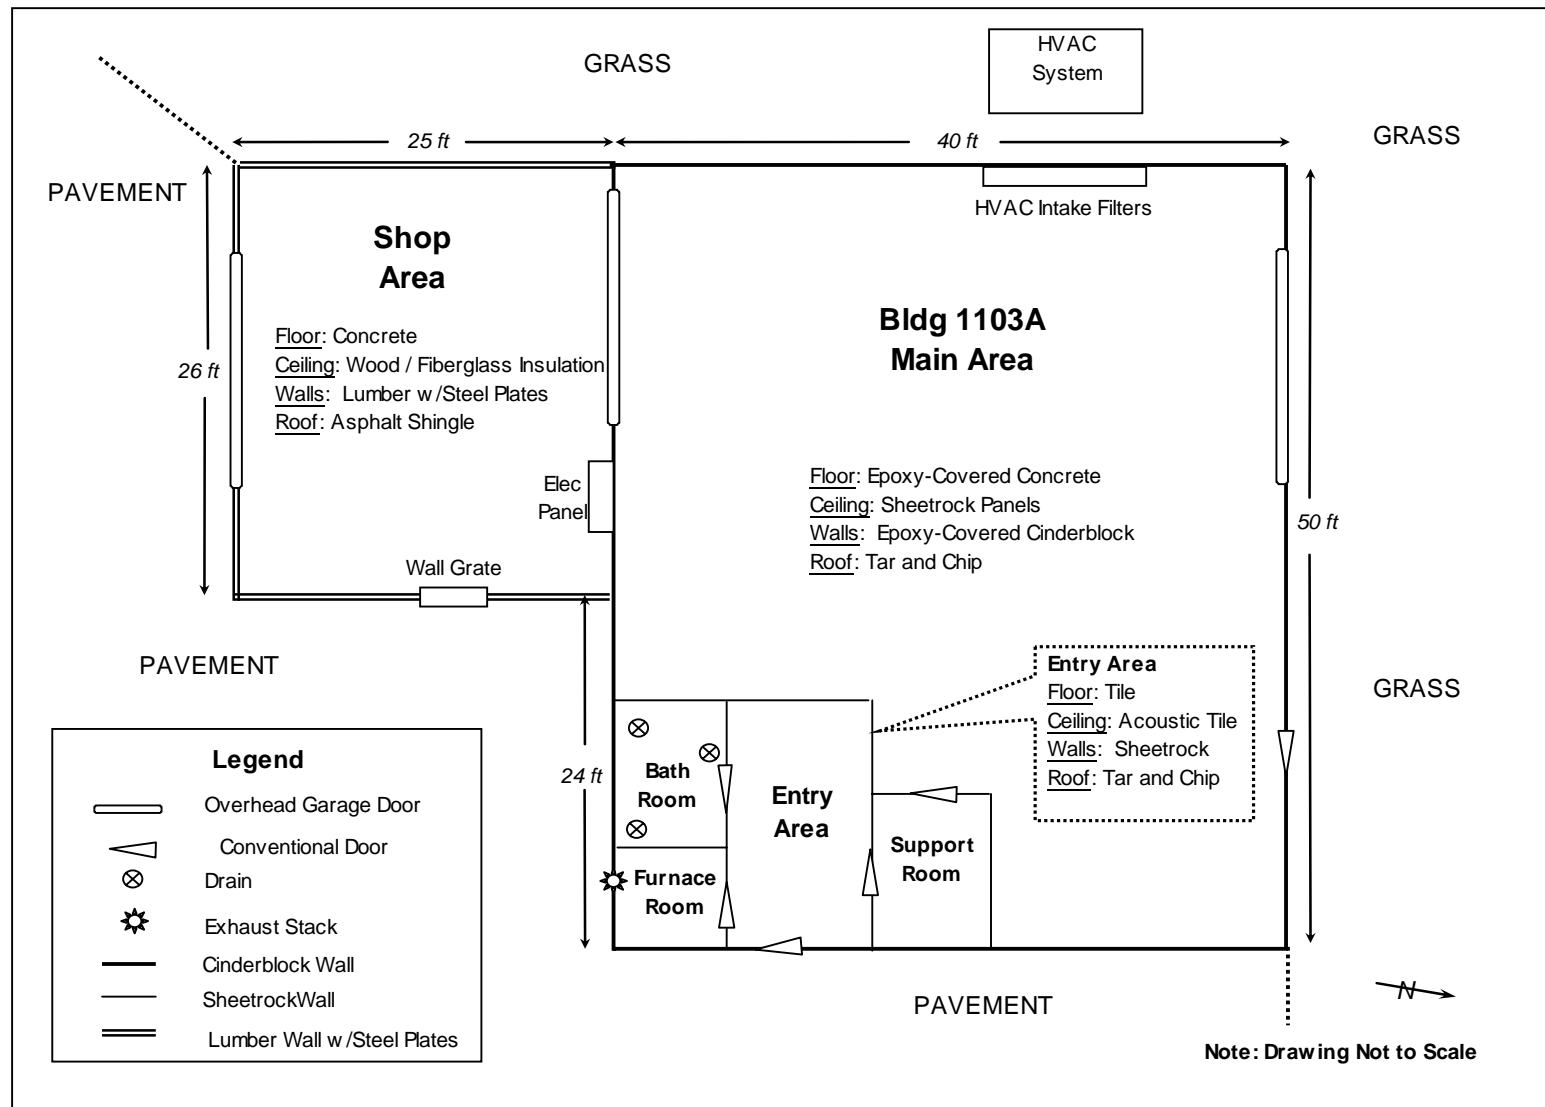 GRASS
HVAC
System
25 ft
40 ft
GRASS
PAVEMENT
HVAC Intake Filters
Shop
Area
Floor: Concrete
Ceiling: Wood / Fiberglass Insulation
Walls: Lumber w/Steel Plates
Roof: Asphalt Shingle
26 ft
Bldg 1103A
Main Area
Floor: Epoxy-Covered Concrete
Ceiling: Sheetrock Panels
Walls: Epoxy-Covered Cinderblock
Roof: Tar and Chip
Elec
Panel
50 ft
Wall Grate
PAVEMENT
Entry Area
Floor: Tile
Ceiling: Acoustic Tile
Walls: Sheetrock
Roof: Tar and Chip
GRASS
24 ft
Bath
Room
Entry
Area
Support
Room
Furnace
Room
Legend
Overhead Garage Door
Conventional Door
Drain
Exhaust Stack
Cinderblock Wall
SheetrockWall
Lumber Wall w/Steel Plates
PAVEMENT
N
Note: Drawing Not to Scale